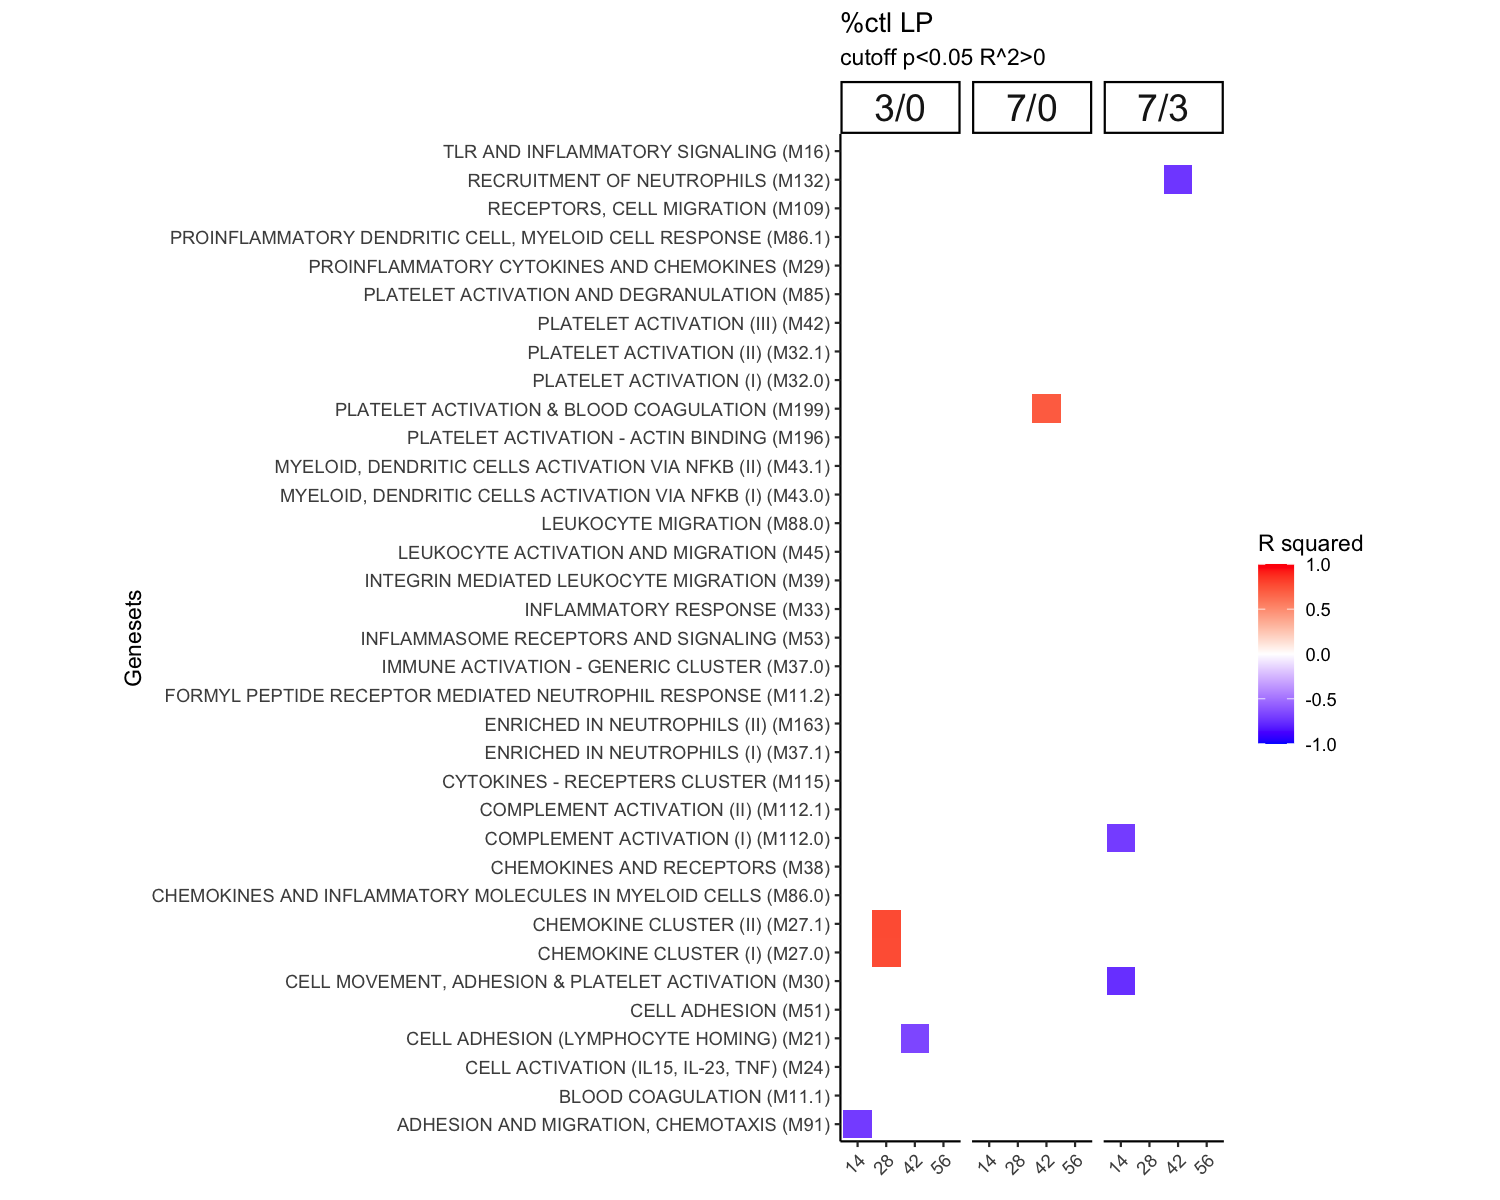 %ctl LP
cutoff p<0.05 R^2>0
3/0 7/0 7/3
TLR AND INFLAMMATORY SIGNALING (M16)
RECRUITMENT OF NEUTROPHILS (M132)
RECEPTORS, CELL MIGRATION (M109)
PROINFLAMMATORY DENDRITIC CELL, MYELOID CELL RESPONSE (M86.1)
PROINFLAMMATORY CYTOKINES AND CHEMOKINES (M29)
PLATELET ACTIVATION AND DEGRANULATION (M85)
PLATELET ACTIVATION (III) (M42)
PLATELET ACTIVATION (II) (M32.1)
PLATELET ACTIVATION (I) (M32.0)
PLATELET ACTIVATION & BLOOD COAGULATION (M199)
PLATELET ACTIVATION - ACTIN BINDING (M196)
MYELOID, DENDRITIC CELLS ACTIVATION VIA NFKB (II) (M43.1)
MYELOID, DENDRITIC CELLS ACTIVATION VIA NFKB (I) (M43.0)
LEUKOCYTE MIGRATION (M88.0)
LEUKOCYTE ACTIVATION AND MIGRATION (M45)
INTEGRIN MEDIATED LEUKOCYTE MIGRATION (M39)
INFLAMMATORY RESPONSE (M33)
INFLAMMASOME RECEPTORS AND SIGNALING (M53)
IMMUNE ACTIVATION - GENERIC CLUSTER (M37.0)
FORMYL PEPTIDE RECEPTOR MEDIATED NEUTROPHIL RESPONSE (M11.2)
ENRICHED IN NEUTROPHILS (II) (M163)
ENRICHED IN NEUTROPHILS (I) (M37.1)
CYTOKINES - RECEPTERS CLUSTER (M115)
COMPLEMENT ACTIVATION (II) (M112.1)
COMPLEMENT ACTIVATION (I) (M112.0)
CHEMOKINES AND RECEPTORS (M38)
CHEMOKINES AND INFLAMMATORY MOLECULES IN MYELOID CELLS (M86.0)
CHEMOKINE CLUSTER (II) (M27.1)
CHEMOKINE CLUSTER (I) (M27.0)
CELL MOVEMENT, ADHESION & PLATELET ACTIVATION (M30)
CELL ADHESION (M51)
CELL ADHESION (LYMPHOCYTE HOMING) (M21)
CELL ACTIVATION (IL15, IL-23, TNF) (M24)
BLOOD COAGULATION (M11.1)
ADHESION AND MIGRATION, CHEMOTAXIS (M91)
Genesets
14 28 42 56 14 28 42 56 14 28 42 56
R squared
1.0
0.5
0.0
-0.5
-1.0